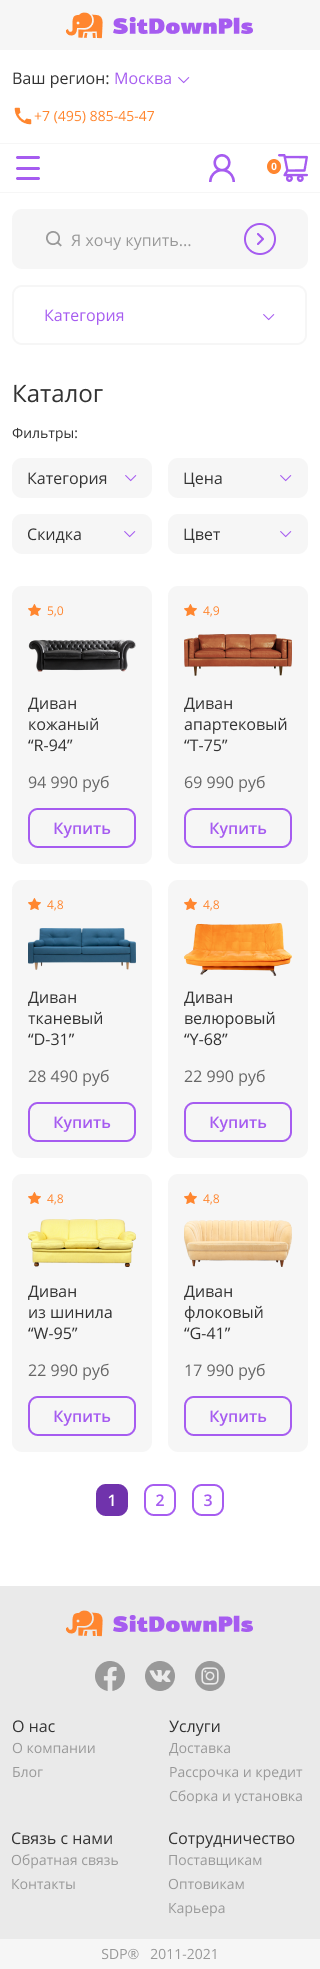 SitDownPls
Ваш регион: Москва
+7 (495) 885-45-47
0
Я хочу купить...
Категория
Каталог
Фильтры:
Категория
Цена
Скидка
Цвет
5,0
Диван
кожаный
“R-94”
94 990 руб
Купить
4,9
Диван
апартековый
“T-75”
69 990 руб
Купить
4,8
Диван
тканевый
“D-31”
28 490 руб
Купить
4,8
Диван
велюровый
“Y-68”
22 990 руб
Купить
4,8
Диван
из шинила
“W-95”
22 990 руб
Купить
4,8
Диван
флоковый
“G-41”
17 990 руб
Купить
1 2 3
SitDownPls
О нас
О компании
Блог
Услуги
Доставка
Рассрочка и кредит
Сборка и установка
Связь с нами
Обратная связь
Контакты
Сотрудничество
Поставщикам
Оптовикам
Карьера
SDP® 2011-2021